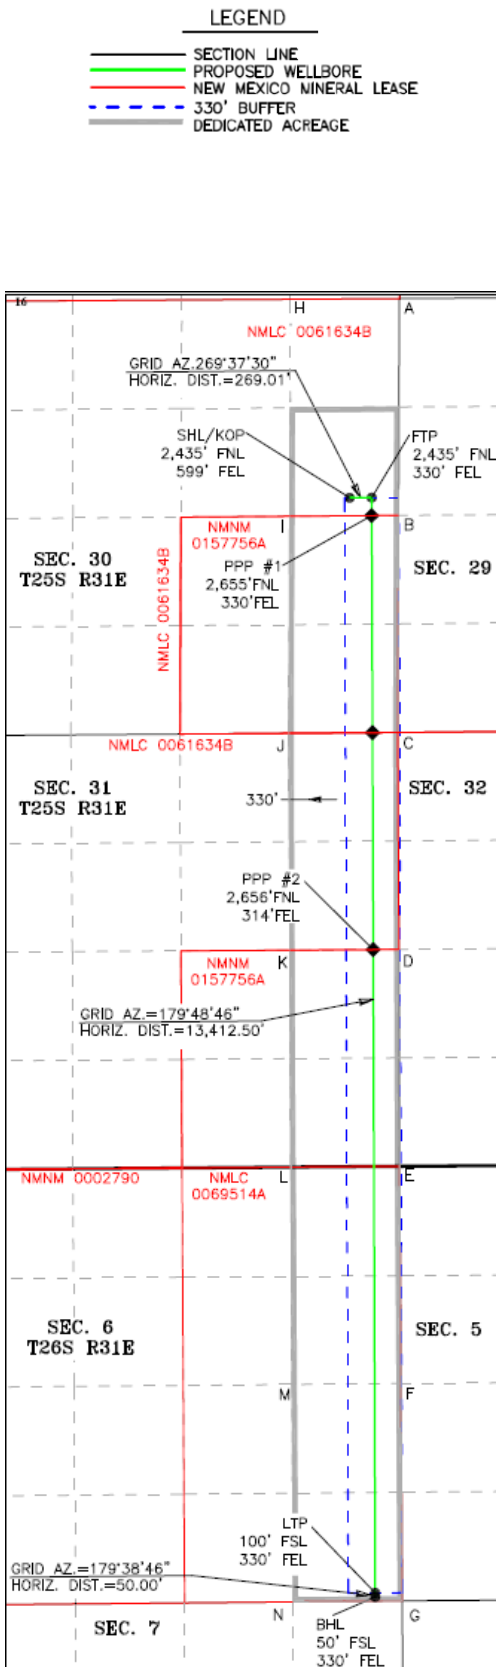 LEGEND
SECTION LINE
PROPOSED WELLBORE
NEW MEXICO MINERAL LEASE
330' BUFFER
DEDICATED ACREAGE
16
H
A
NMLC 0061634B
GRID AZ.269°37'30"
HORIZ. DIST.=269.01'
SHL/KOP
2,435' FNL
599' FEL
FTP
2,435' FNL
330' FEL
NMNM
0157756A
I
B
SEC. 30
T25S R31E
NMLC 0061634B
PPP #1
2,655'FNL
330'FEL
SEC. 29
NMLC 0061634B
J
C
SEC. 31
T25S R31E
330'
SEC. 32
PPP #2
2,656'FNL
314'FEL
NMNM
0157756A
K
D
GRID AZ.=179°48'46"
HORIZ. DIST.=13,412.50'
NMNM 0002790
NMLC
0069514A
L
E
SEC. 6
T26S R31E
SEC. 5
M
F
LTP
100' FSL
330' FEL
GRID AZ.=179°38'46"
HORIZ. DIST.=50.00'
SEC. 7
N
G
BHL
50' FSL
330' FEL